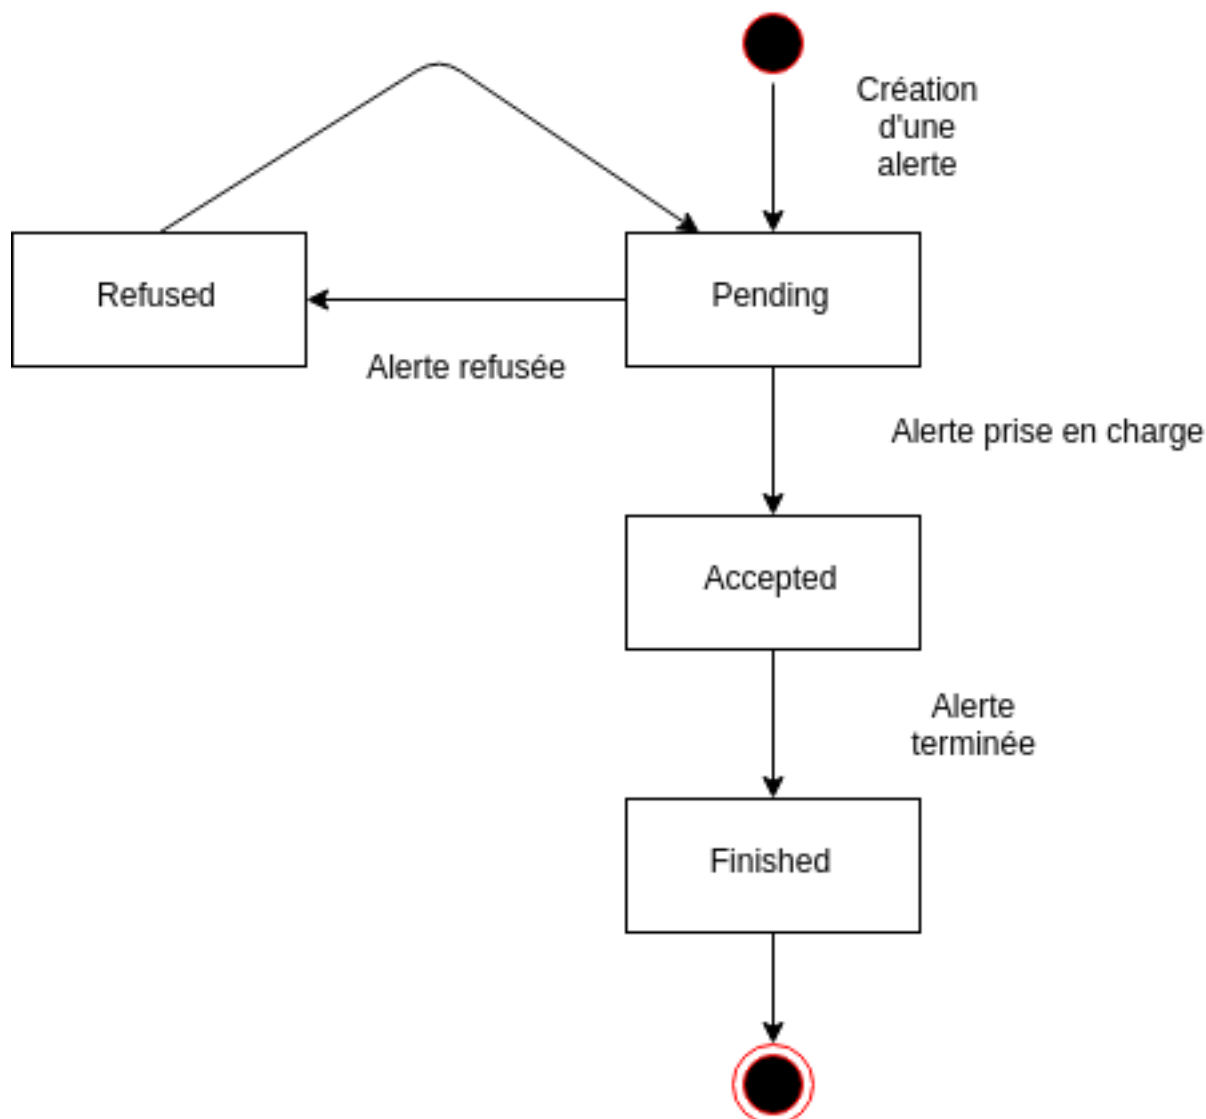 Création
d'une
alerte
Refused
Pending
Alerte refusée
Alerte prise en charge
Accepted
Alerte
terminée
Finished